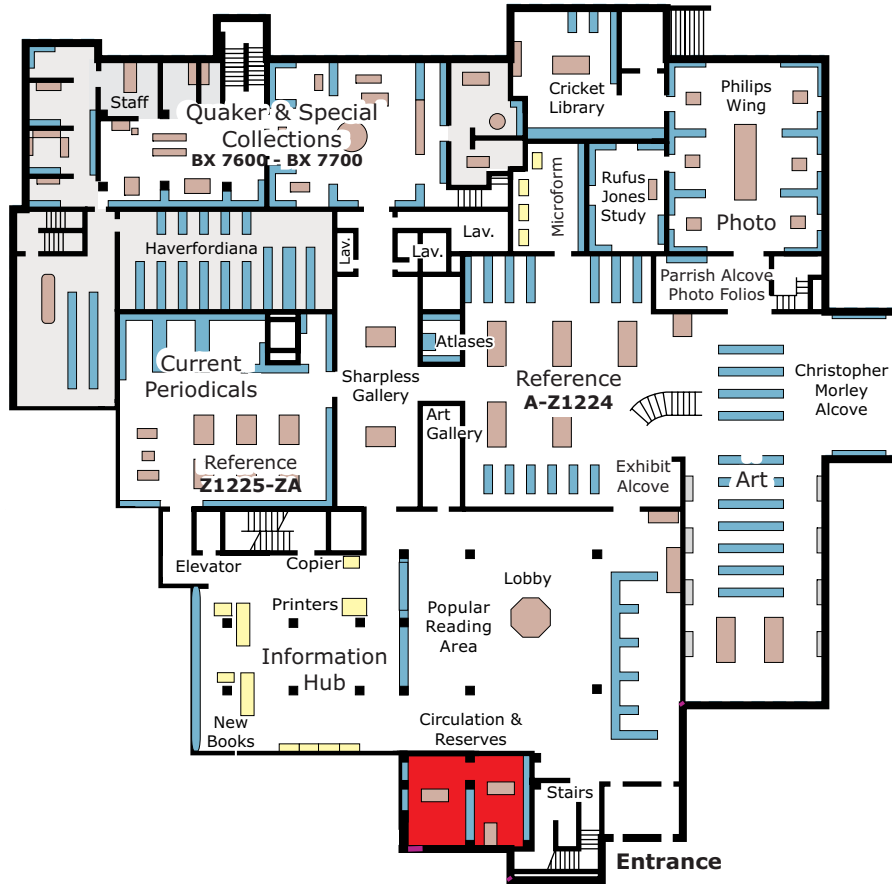 Cricket
Library
Philips
Wing
Staff
Quaker & Special
Collections
BX 7600 - BX 7700
Microform
Rufus
Jones
Study
Photo
Haverfordiana
Lav.
Lav.
Lav.
Parrish Alcove
Photo Folios
Current
Periodicals
Atlases
Sharpless
Gallery
Reference
A-Z1224
Christopher
Morley
Alcove
Art
Gallery
Reference
Z1225-ZA
Exhibit
Alcove
Art
Elevator
Copier
Lobby
Printers
Popular
Reading
Area
Information
Hub
New
Books
Circulation &
Reserves
Stairs
Entrance